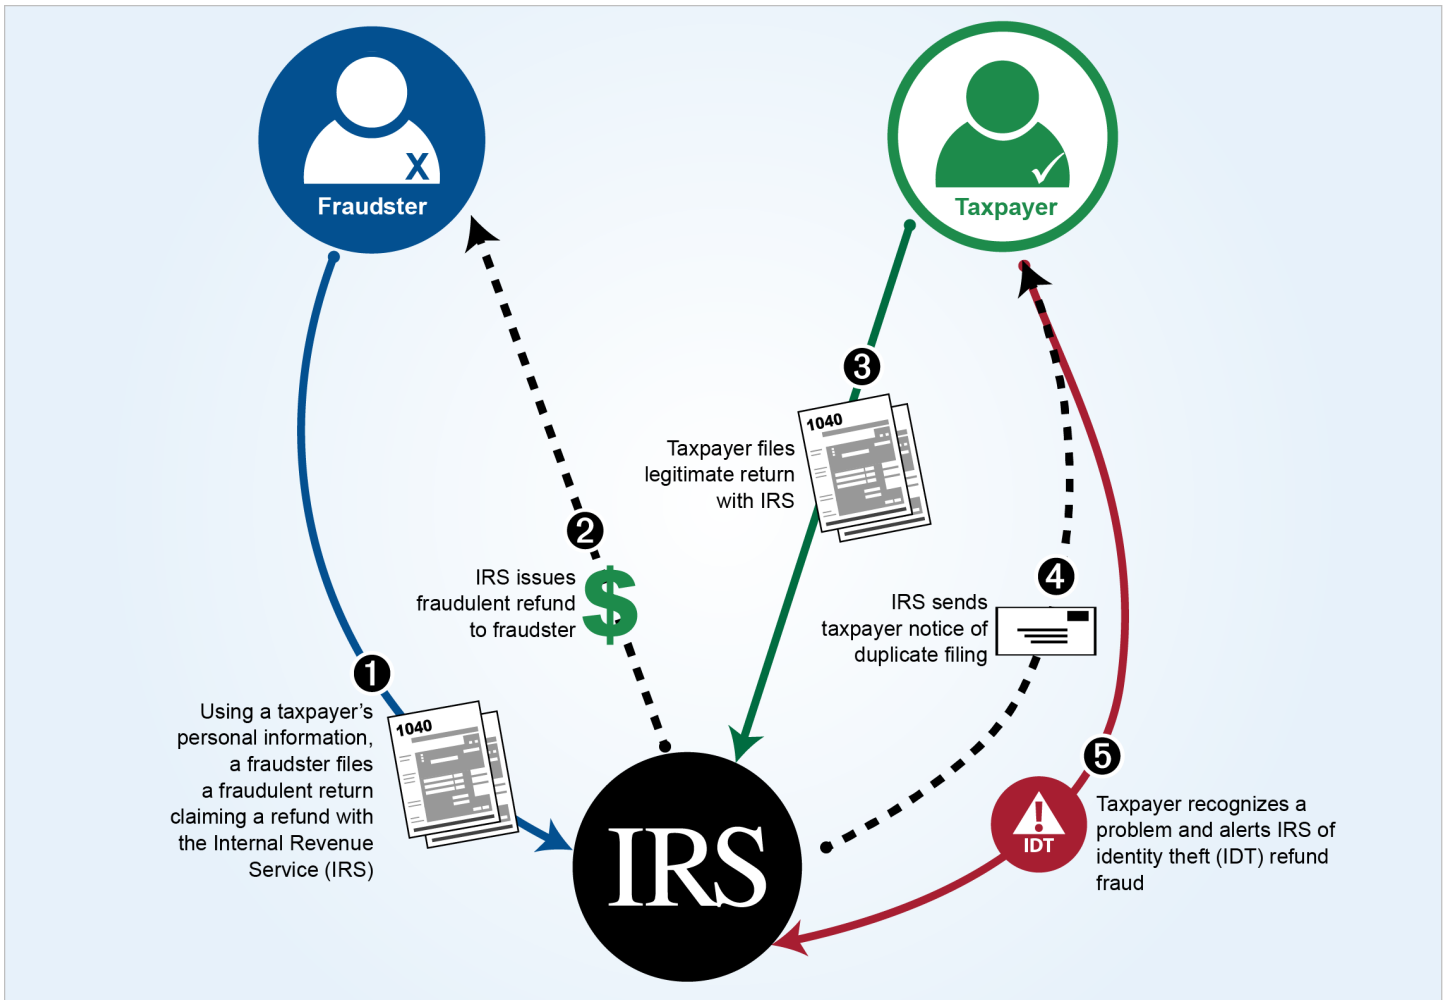 X
Fraudster
Taxpayer
1
1040
Using a taxpayer's
personal information,
a fraudster files
a fraudulent return
claiming a refund with
the Internal Revenue
Service (IRS)
2
IRS issues
fraudulent refund
to fraudster
$
3
1040
Taxpayer files
legitimate return
with IRS
4
IRS sends
taxpayer notice of
duplicate filing
5
!
IDT
Taxpayer recognizes a
problem and alerts IRS of
identity theft (IDT) refund
fraud
IRS